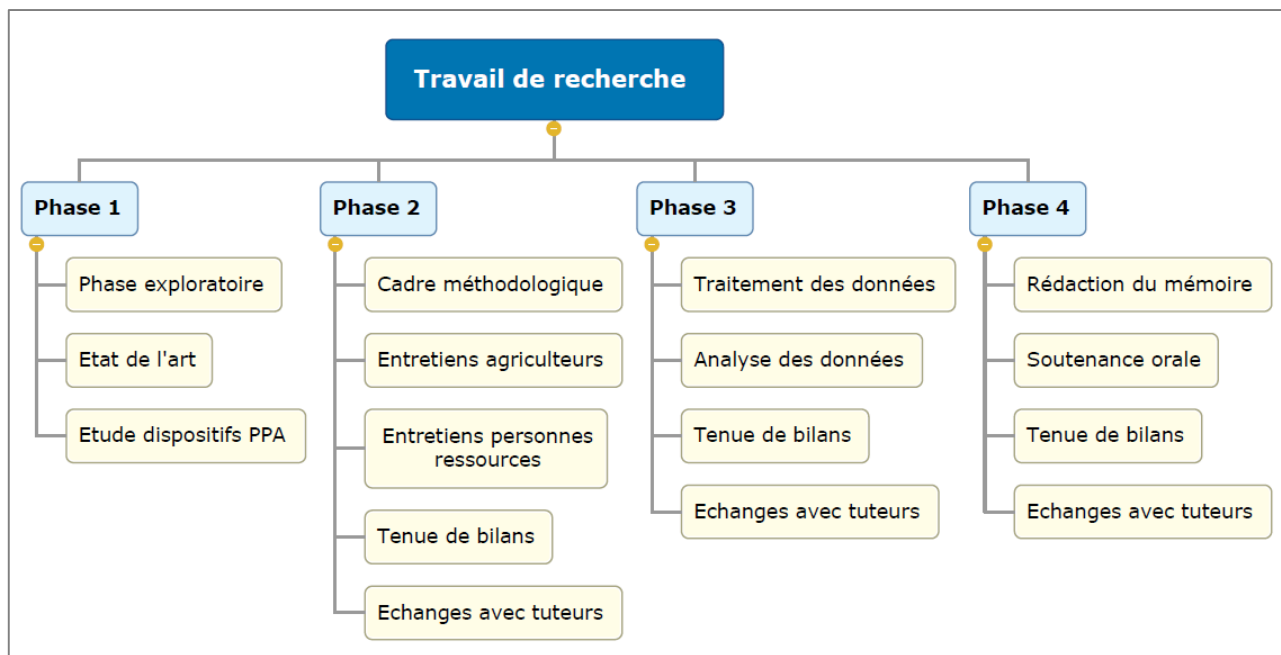 Travail de recherche
Phase 1
Phase exploratoire
Etat de l'art
Etude dispositifs PPA
Phase 2
Cadre méthodologique
Entretiens agriculteurs
Entretiens personnes
ressources
Tenue de bilans
Echanges avec tuteurs
Phase 3
Traitement des données
Analyse des données
Tenue de bilans
Echanges avec tuteurs
Phase 4
Rédaction du mémoire
Soutenance orale
Tenue de bilans
Echanges avec tuteurs